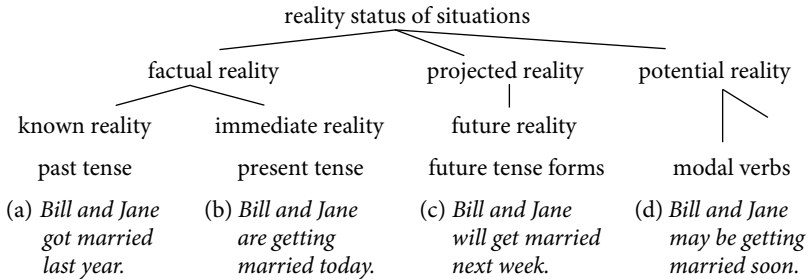 reality status of situations
factual reality projected reality potential reality
known reality immediate reality future reality
past tense present tense future tense forms modal verbs
(a) Bill and Jane (b) Bill and Jane (c) Bill and Jane (d) Bill and Jane
got married are getting will get married may be getting
last year. married today. next week. married soon.